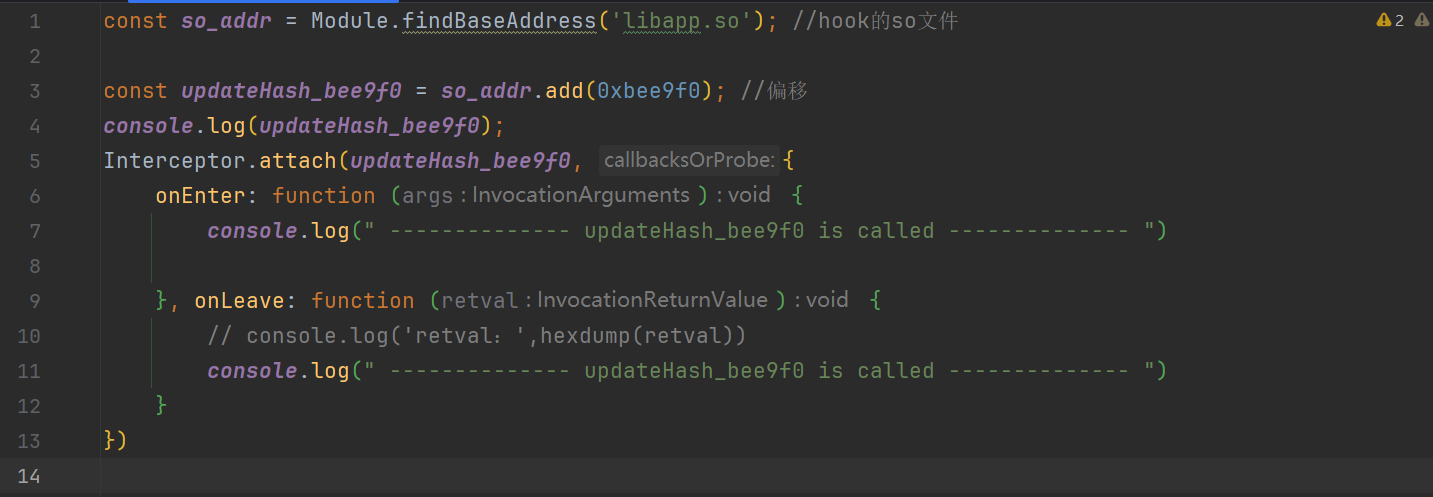 1 const so_addr = Module.findBaseAddress('libapp.so'); //hook的so文件 2
2
3 const updateHash_bee9f0 = so_addr.add(0xbee9f0); //偏移
4 console.log(updateHash_bee9f0);
5 Interceptor.attach(updateHash_bee9f0, callbacksOrProbe: {
6 onEnter: function (args : InvocationArguments ) : void {
7 console.log(" -------------- updateHash_bee9f0 is called -------------- ")
8
9 }, onLeave: function (retval : InvocationReturnValue ) : void {
10 // console.log('retval：',hexdump(retval))
11 console.log(" -------------- updateHash_bee9f0 is called -------------- ")
12 }
13 })
14